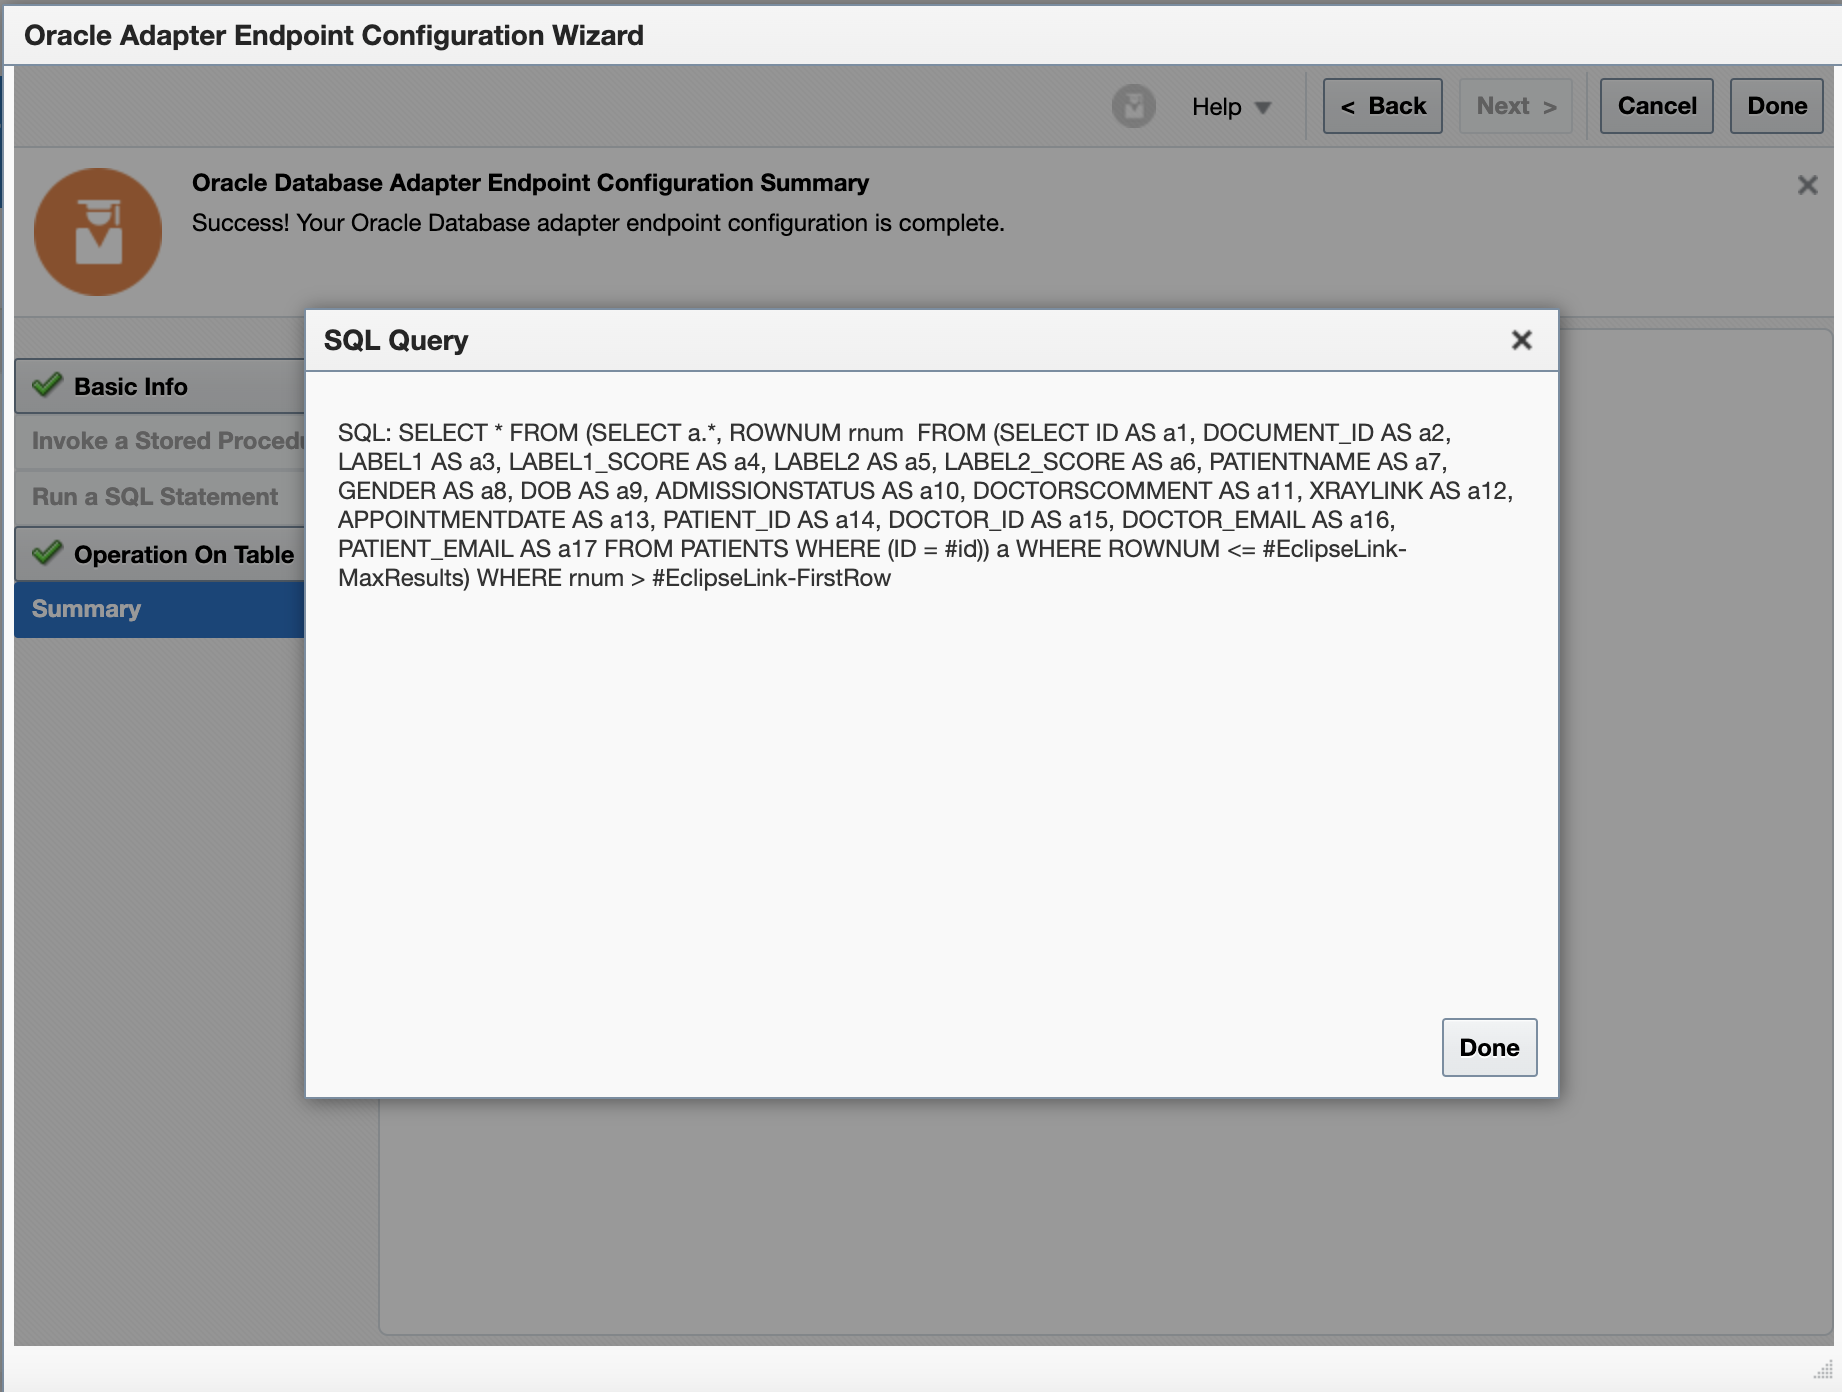 Oracle Adapter Endpoint Configuration Wizard
Help
< Back
Next >
Cancel
Done
Oracle Database Adapter Endpoint Configuration Summary
Success! Your Oracle Database adapter endpoint configuration is complete.
SQL Query
Basic Info
Invoke a Stored
Run a SQL Statement
Operation On Table
Summary
SQL: SELECT * FROM (SELECT a.*, ROWNUM rnum  FROM (SELECT ID AS a1, DOCUMENT_ID AS a2,
LABEL1 AS a3, LABEL1_SCORE AS a4, LABEL2 AS a5, LABEL2_SCORE AS a6, PATIENTNAME AS a7,
GENDER AS a8, DOB AS a9, ADMISSIONSTATUS AS a10, DOCTORSCOMMENT AS a11, XRAYLINK AS a12,
APPOINTMENTDATE AS a13, PATIENT_ID AS a14, DOCTOR_ID AS a15, DOCTOR_EMAIL AS a16,
PATIENT_EMAIL AS a17 FROM PATIENTS WHERE (ID = #id)) a WHERE ROWNUM <= #EclipseLink-
MaxResults) WHERE rnum > #EclipseLink-FirstRow
Done